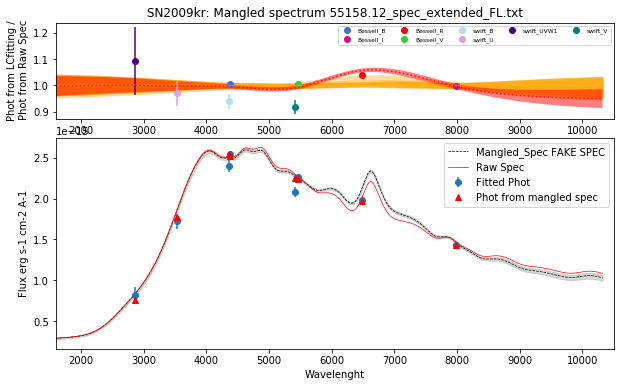 SN2009kr: Mangled spectrum 55158.12_spec_extended_FL.txt
Phot from LCfitting /
Phot from Raw Spec
1.2
1.1
1.0
0.9
Bessell_B
Bessell_I
Bessell_R
Bessell_V
swift_B
swift_U
swift_UVW1
swift_V
2000 3000 4000 5000 6000 7000 8000 9000 10000
1e−15
Flux erg s-1 cm-2 A-1
2.5
2.0
1.5
1.0
0.5
Mangled_Spec FAKE SPEC
Raw Spec
Fitted Phot
Phot from mangled spec
2000 3000 4000 5000 6000 7000 8000 9000 10000
Wavelenght